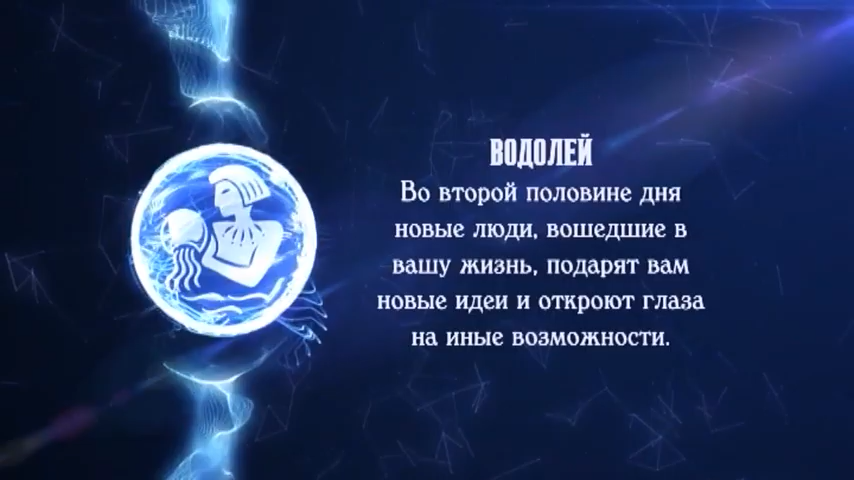 ВОДОЛЕЙ
Во второй половине дня
новые люди, вошедшие в
вашу жизнь, подарят вам
новые идеи и откроют глаза
на иные возможности.